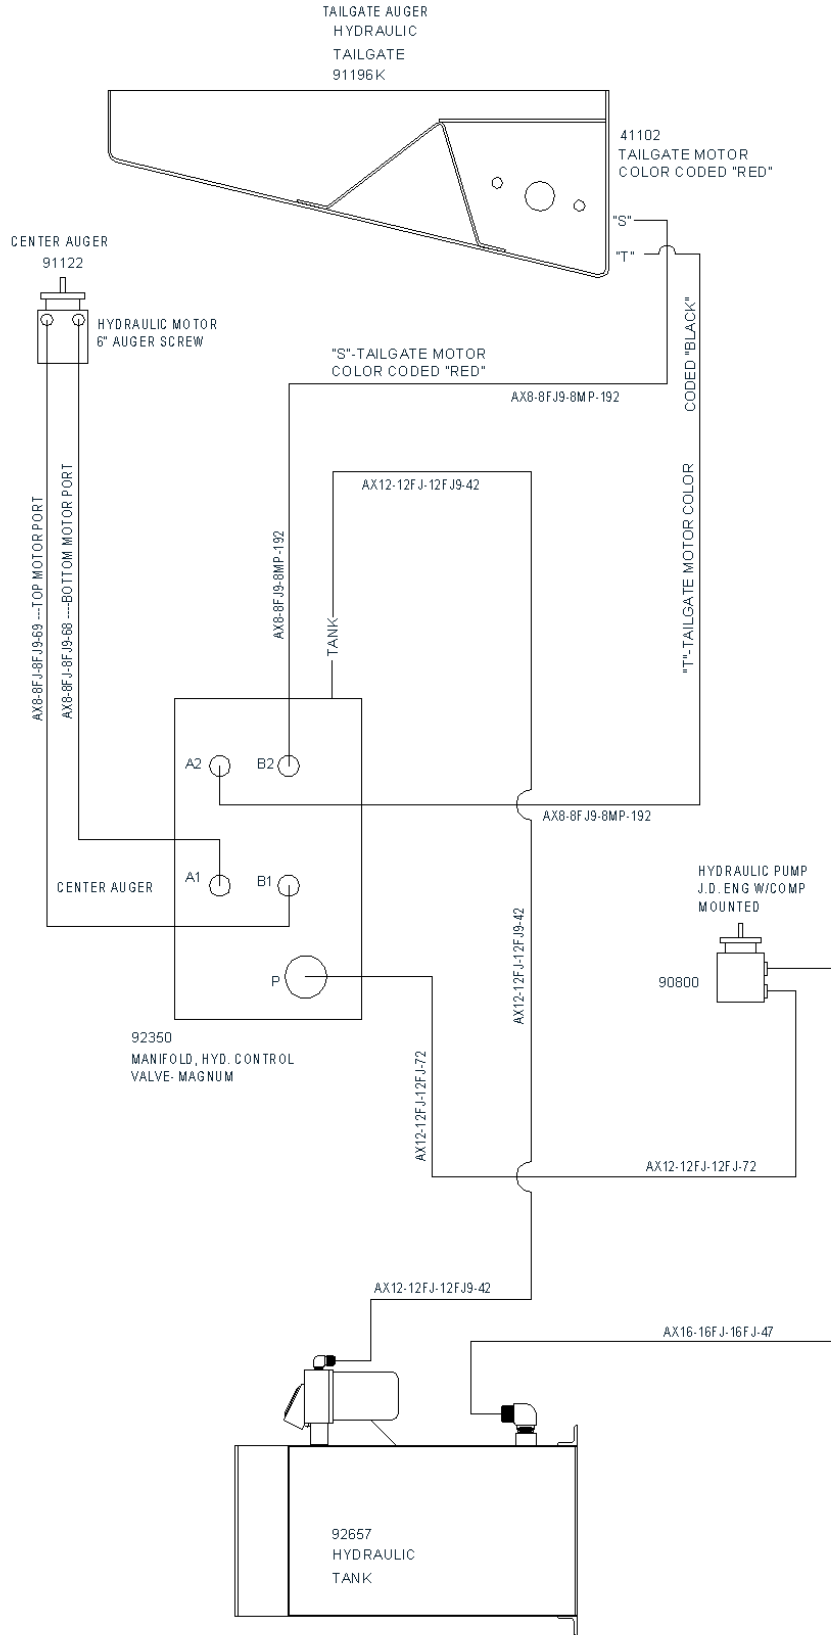 TAILGATE AUGER
HYDRAULIC
TAILGATE
91196K
41102
TAILGATE MOTOR
COLOR CODED "RED"
"S"
"T"
CENTER AUGER
91122
HYDRAULIC MOTOR
6" AUGER SCREW
"S"-TAILGATE MOTOR
COLOR CODED "RED"
AX8-8FJ9-8MP-192
CODED "BLACK"
"T"-TAILGATE MOTOR COLOR
AX12-12FJ-12FJ9-42
AX8-8FJ-8FJ9-69 ---TOP MOTOR PORT
AX8-8FJ-8FJ9-68 ----BOTTOM MOTOR PORT
AX8-8FJ9-8MP-192
TANK
A2
B2
AX8-8FJ9-8MP-192
CENTER AUGER
A1
B1
P
HYDRAULIC PUMP
J.D. ENG W/COMP
MOUNTED
90800
AX12-12FJ-12FJ9-42
92350
MANIFOLD, HYD. CONTROL
VALVE- MAGNUM
AX12-12FJ-12FJ-72
AX12-12FJ-12FJ-72
AX12-12FJ-12FJ9-42
AX16-16FJ-16FJ-47
92657
HYDRAULIC
TANK